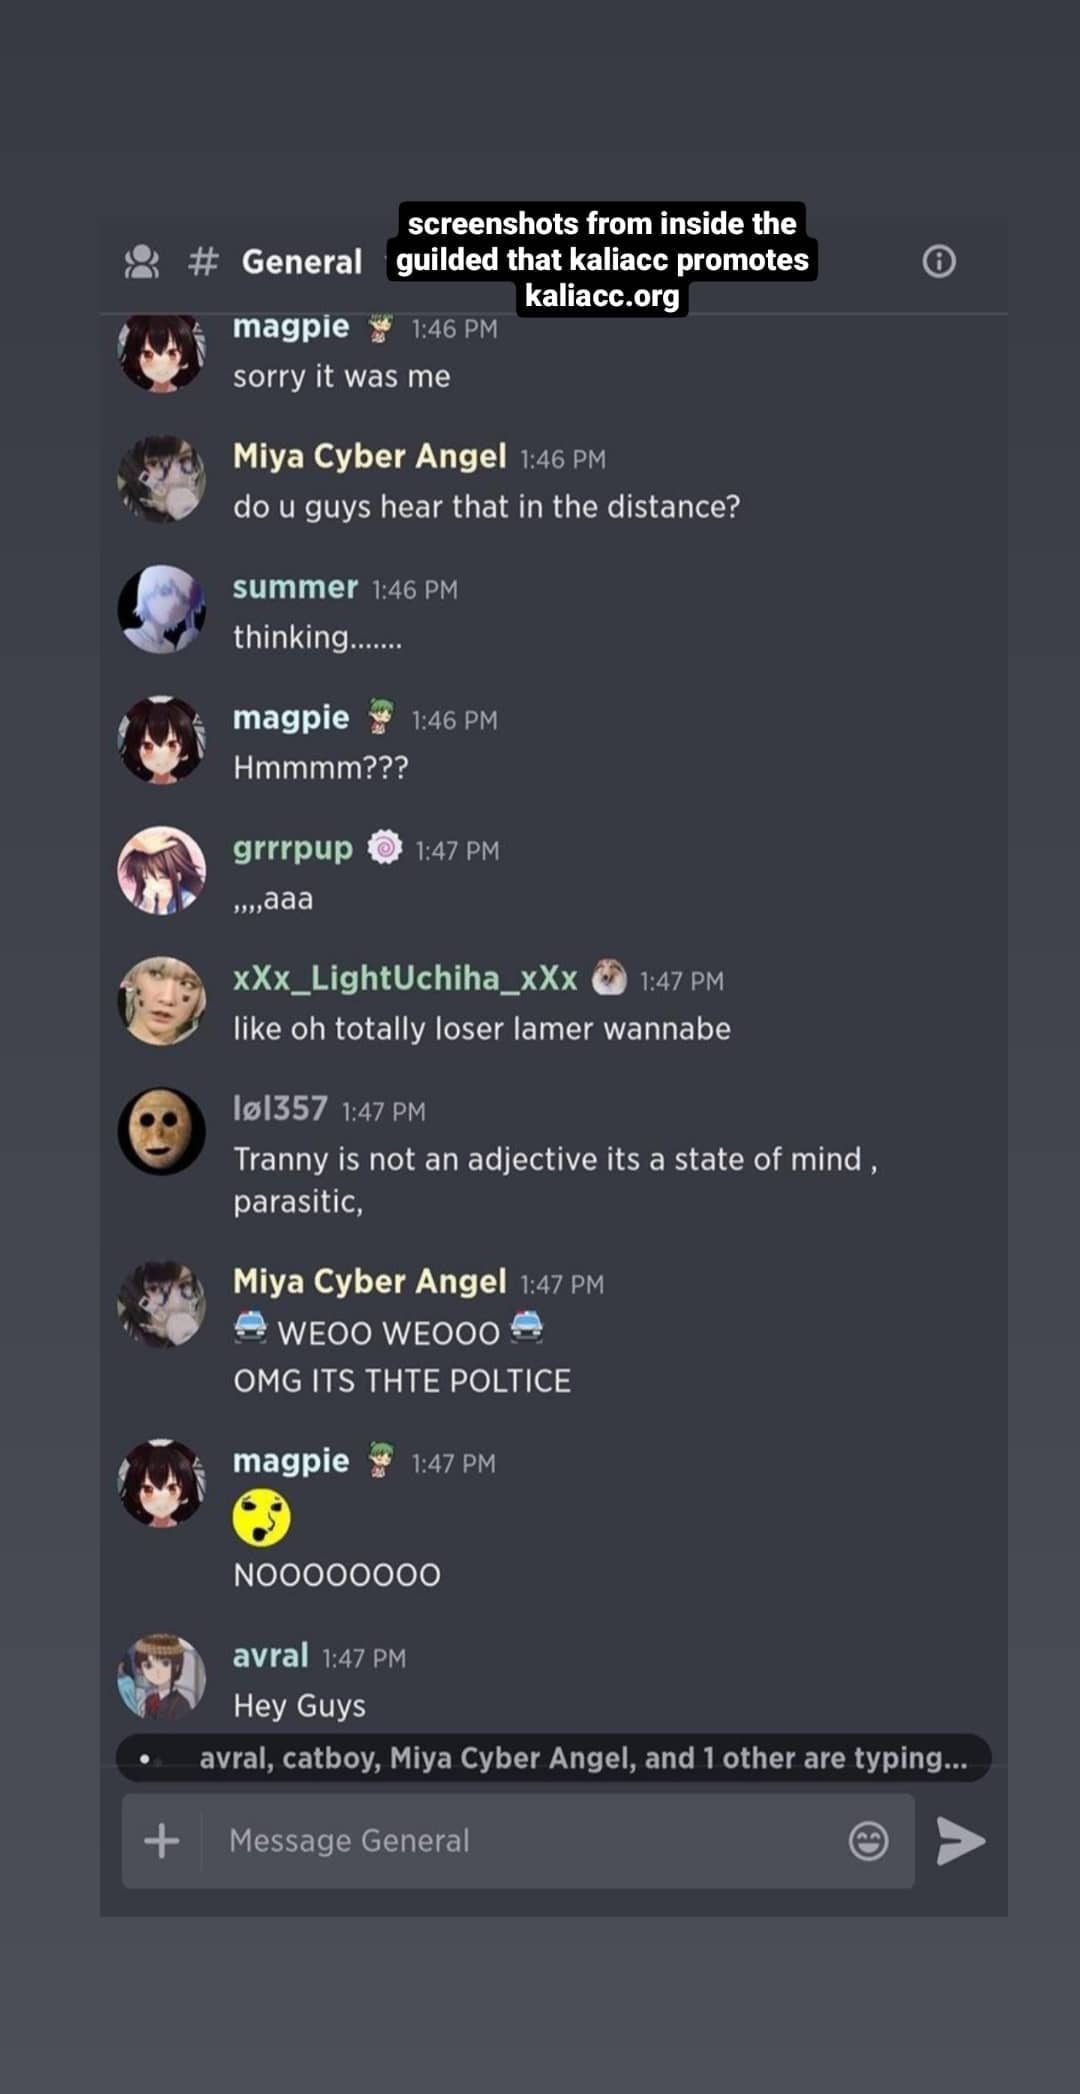 screenshots from inside the
guilded that kaliacc promotes
kaliacc.org
# General
magpie 1:46 PM
sorry it was me
Miya Cyber Angel 1:46 PM
do u guys hear that in the distance?
summer 1:46 PM
thinking.......
magpie 1:46 PM
Hmmmm???
grrrpup 1:47 PM
,,,,aaa
xXx_LightUchiha_xXx 1:47 PM
like oh totally loser lamer wannabe
løl357 1:47 PM
Tranny is not an adjective its a state of mind ,
parasitic,
Miya Cyber Angel 1:47 PM
🚔 WEOO WEOOO 🚔
OMG ITS THTE POLTICE
magpie 1:47 PM
NOOOOOOOO
avral 1:47 PM
Hey Guys
avral, catboy, Miya Cyber Angel, and 1 other are typing...
Message General